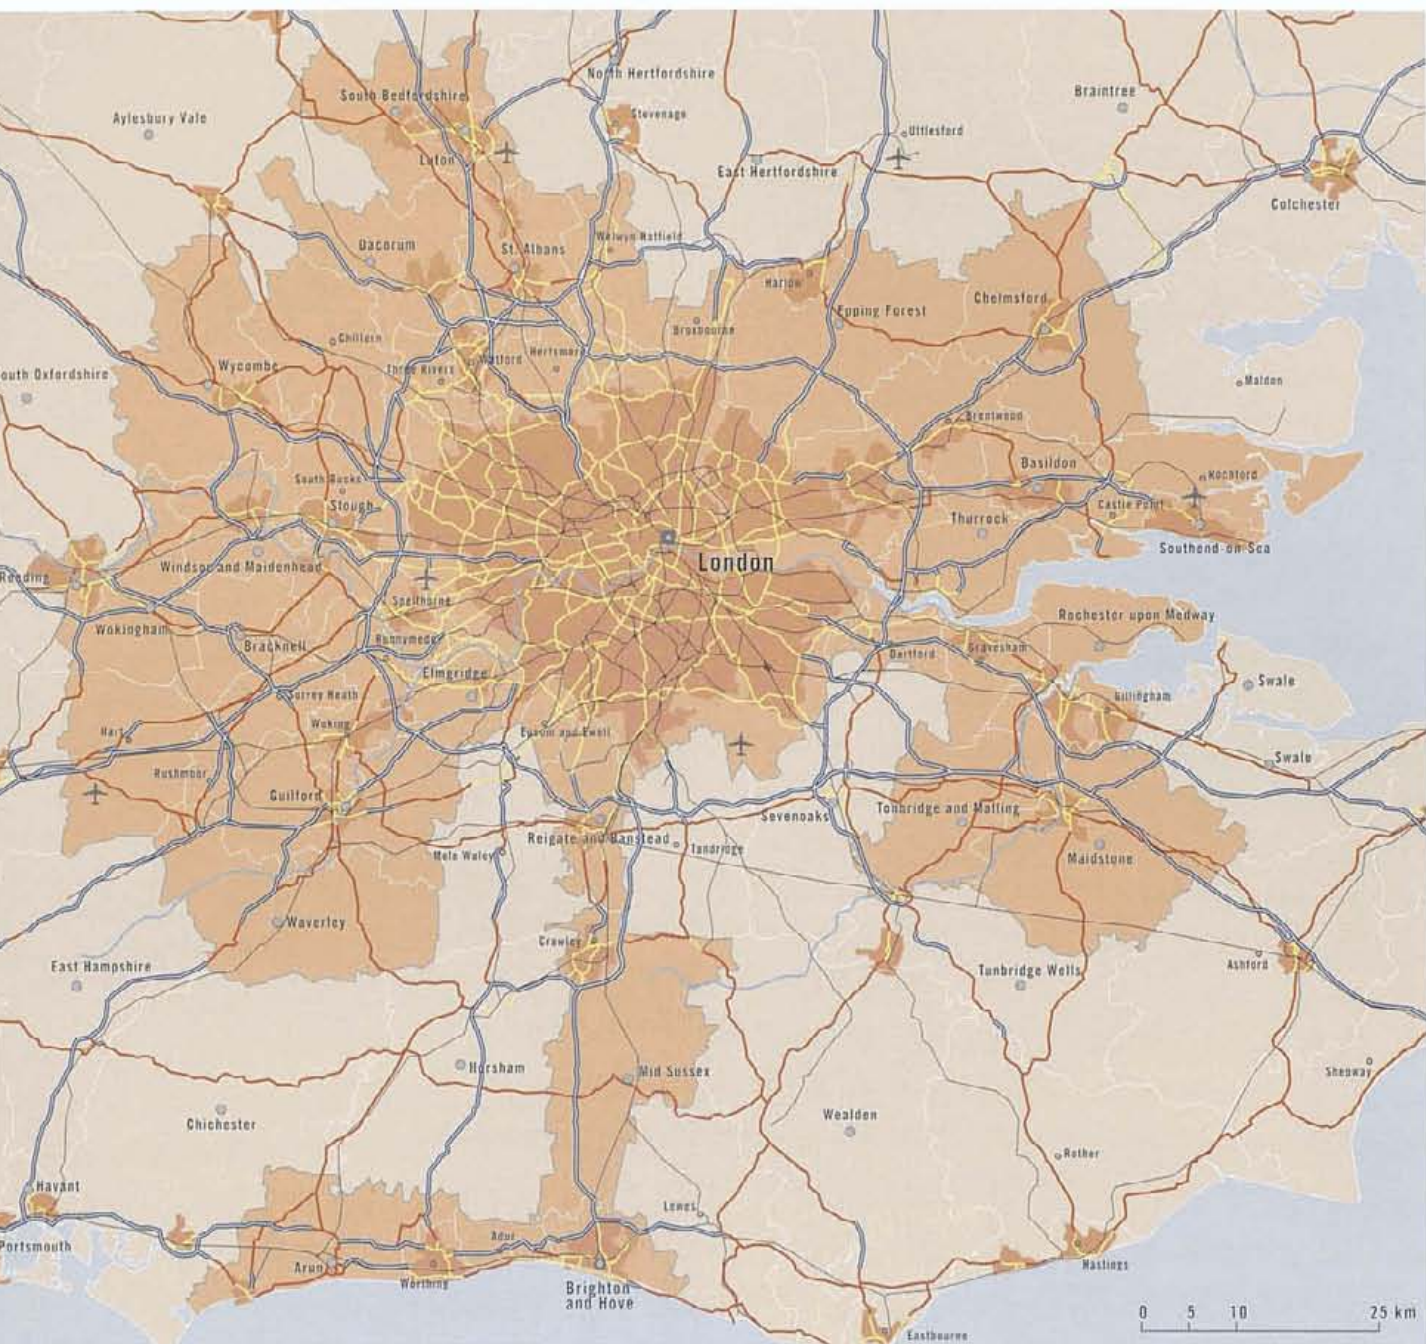 North Hertfordshire
South Bedfordshire
Braintree
Aylesbury Vale
Stevenage
Uttlesford
Luton
East Hertfordshire
Colchester
Dacorum
St. Albans
Welwyn Hatfield
Harlow
Epping Forest
Chelmsford
Broxbourne
Chiltern
Watford
Hertsmere
Three Rivers
Wycombe
outh Oxfordshire
Maldon
Brentwood
Basildon
Rochford
South Bucks
Slough
Castle Point
Thurrock
Southend-on Sea
London
Windsor and Maidenhead
Reading
Spelthorne
Rochester upon Medway
Wokingham
Runnymede
Bracknell
Dartford
Gravesham
Elmgridge
Swale
Surrey Heath
Gillingham
Woking
Hart
Epsom and Ewell
Swale
Rushmoor
Guilford
Tonbridge and Malling
Sevenoaks
Reigate and Banstead
Tandridge
Mole Valey
Maidstone
Waverley
Crawley
East Hampshire
Tunbridge Wells
Ashford
Horsham
Mid Sussex
Shepway
Chichester
Wealden
Rother
Havant
Lewes
Portsmouth
Adur
Arun
Worthing
Brighton
and Hove
Hastings
Eastbourne
0 5 10 25 km